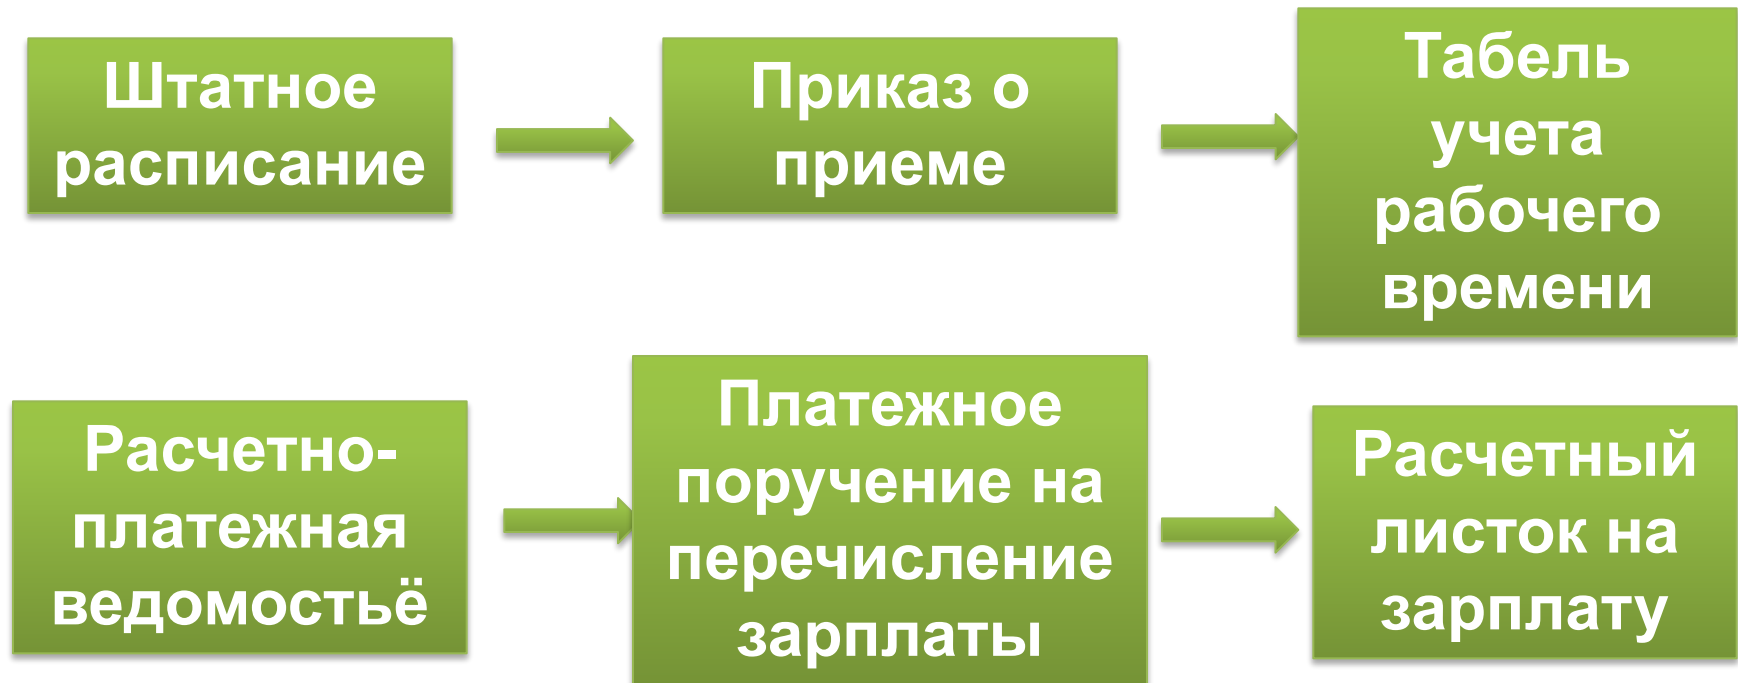 Штатное
расписание
Приказ о
приеме
Табель
учета
рабочего
времени
Расчетно-
платежная
ведомостьё
Платежное
поручение на
перечисление
зарплаты
Расчетный
листок на
зарплату